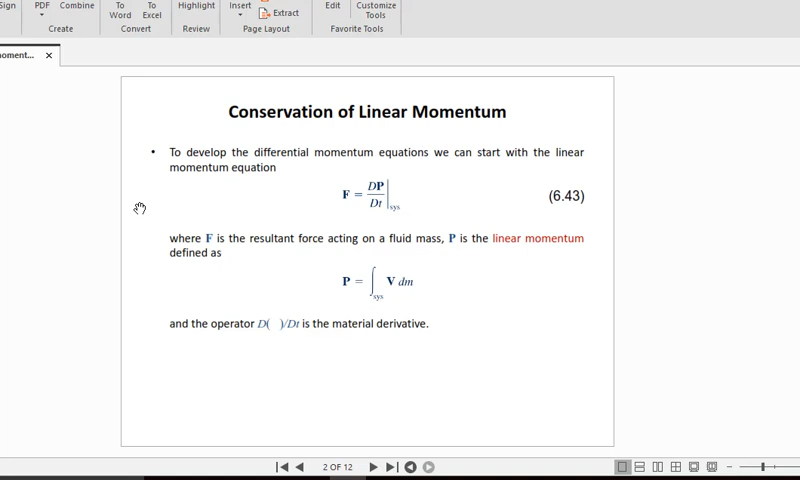 Sign
PDF
Combine
To
Word
To
Excel
Highlight
Insert
Extract
Edit
Customize
Tools
Create
Convert
Review
Page Layout
Favorite Tools
moment...
Conservation of Linear Momentum
• To develop the differential momentum equations we can start with the linear
momentum equation
F = DP/Dt |sys (6.43)
where F is the resultant force acting on a fluid mass, P is the linear momentum
defined as
P = ∫sys V dm
and the operator D( )/Dt is the material derivative.
2 OF 12